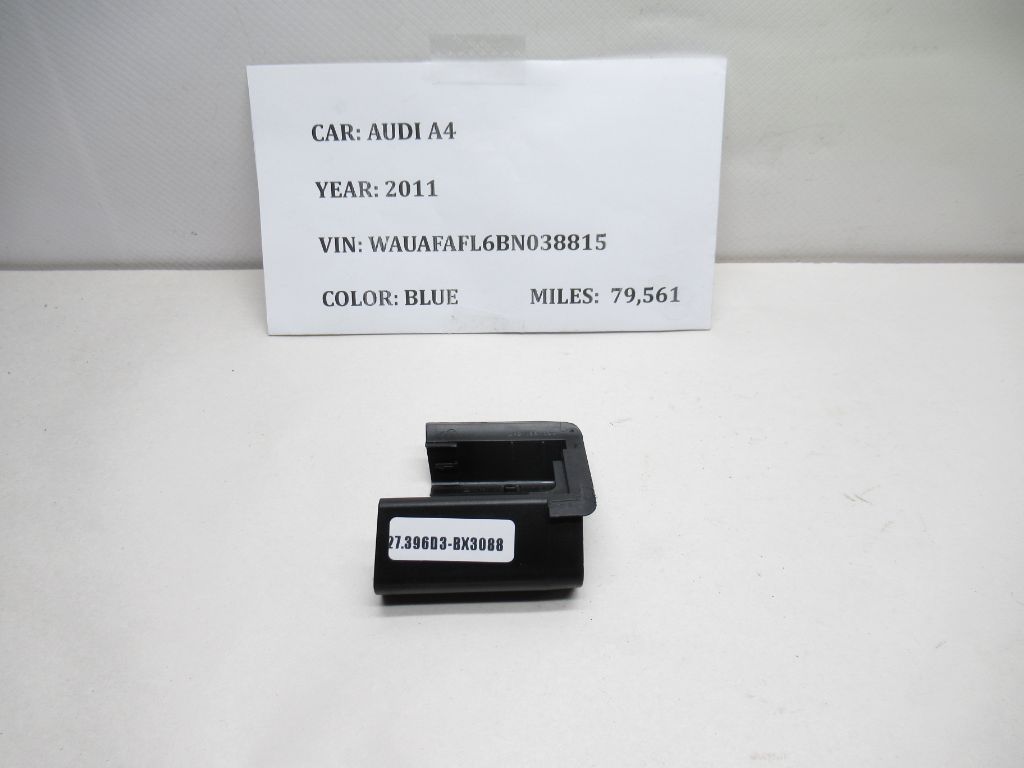 CAR: AUDI A4
YEAR: 2011
VIN: WAUAFAFL6BN038815
COLOR: BLUE MILES: 79,561
27.396D3-BX3088